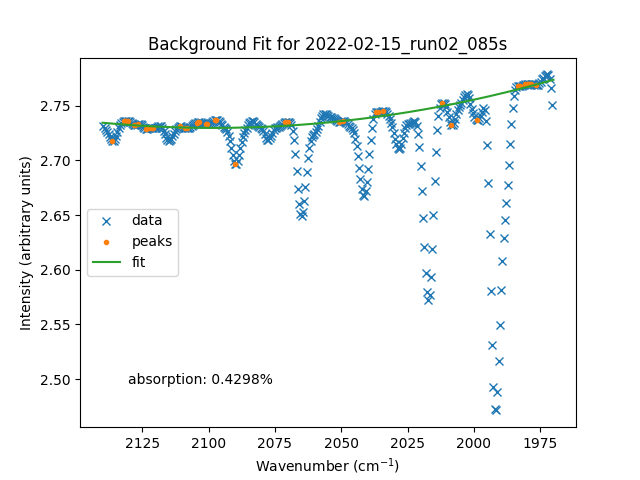 Background Fit for 2022-02-15_run02_085s
Intensity (arbitrary units)
2.75
2.70
2.65
2.60
2.55
2.50
data
peaks
fit
absorption: 0.4298%
2125 2100 2075 2050 2025 2000 1975
Wavenumber (cm⁻¹)